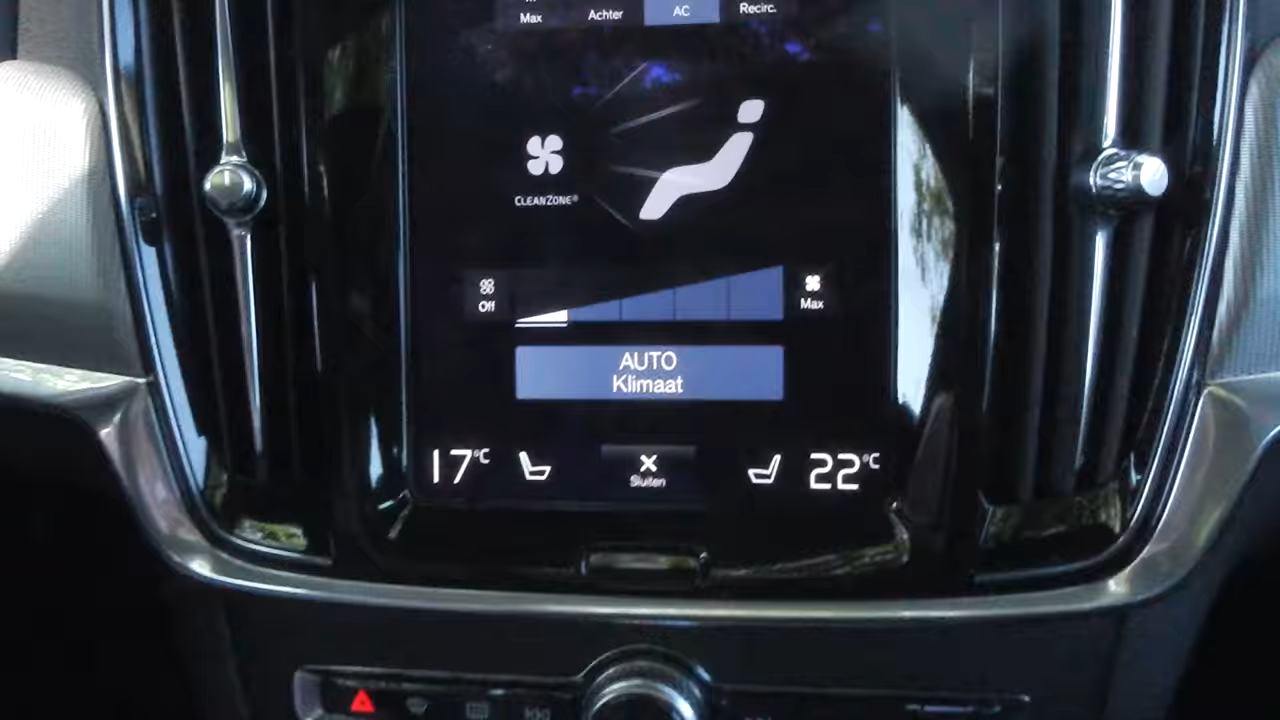 Max
Achter
AC
Recirc.
CLEANZONE®
Off
Max
AUTO
Klimaat
17°C
Sluiten
22°C